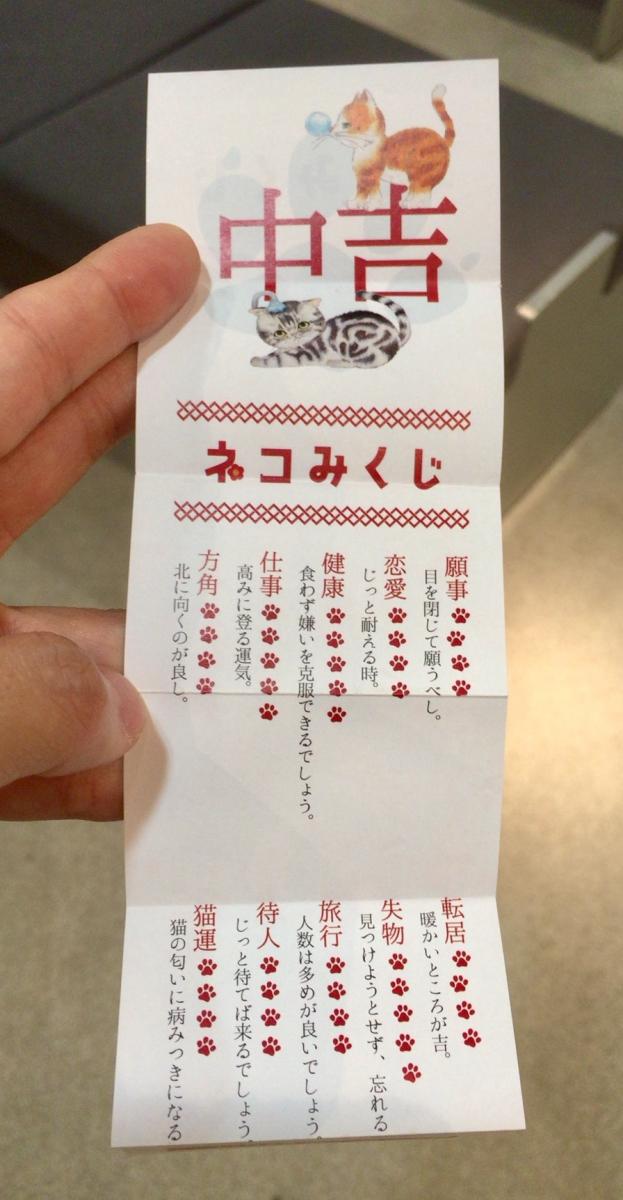 中吉
ネコみくじ
願事
目を閉じて願うべし。
恋愛
じっと耐える時。
健康
食わず嫌いを克服できるでしょう。
仕事
高みに登る運気。
方角
北に向くのが良し。
転居
暖かいところが吉。
失物
見つけようとせず、忘れる
旅行
人数は多めが良いでしょう。
待人
じっと待てば来るでしょう。
猫運
猫の匂いに病みつきになる